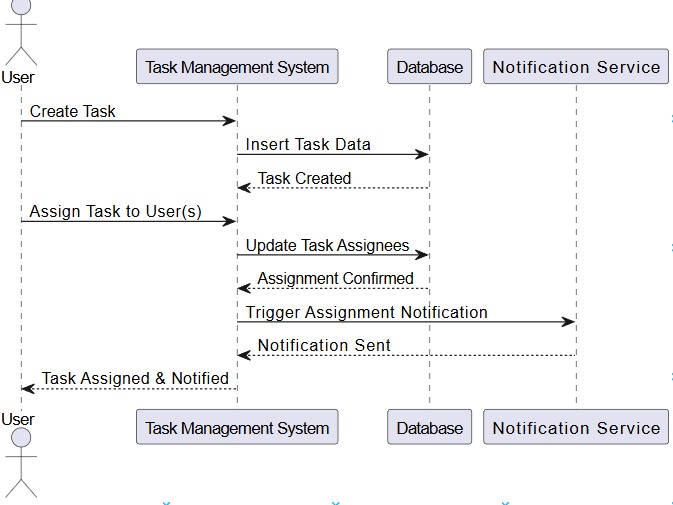 User
Task Management System
Database
Notification Service
Create Task
Insert Task Data
Task Created
Assign Task to User(s)
Update Task Assignees
Assignment Confirmed
Trigger Assignment Notification
Notification Sent
Task Assigned & Notified
User
Task Management System
Database
Notification Service